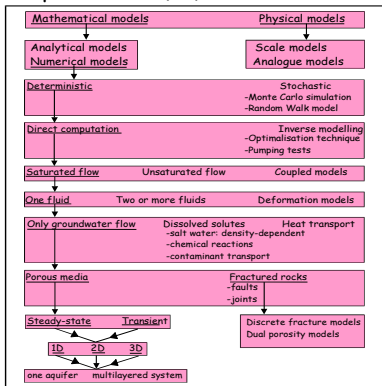 Mathematical models Physical models
Analytical models Scale models
Numerical models Analogue models
Deterministic Stochastic
-Monte Carlo simulation
-Random Walk model
Direct computation Inverse modelling
-Optimalisation technique
-Pumping tests
Saturated flow Unsaturated flow Coupled models
One fluid Two or more fluids Deformation models
Only groundwater flow Dissolved solutes Heat transport
-salt water: density-dependent
-chemical reactions
-contaminant transport
Porous media Fractured rocks
-faults
-joints
Steady-state Transient Discrete fracture models
Dual porosity models
1D 2D 3D
one aquifer multilayered system